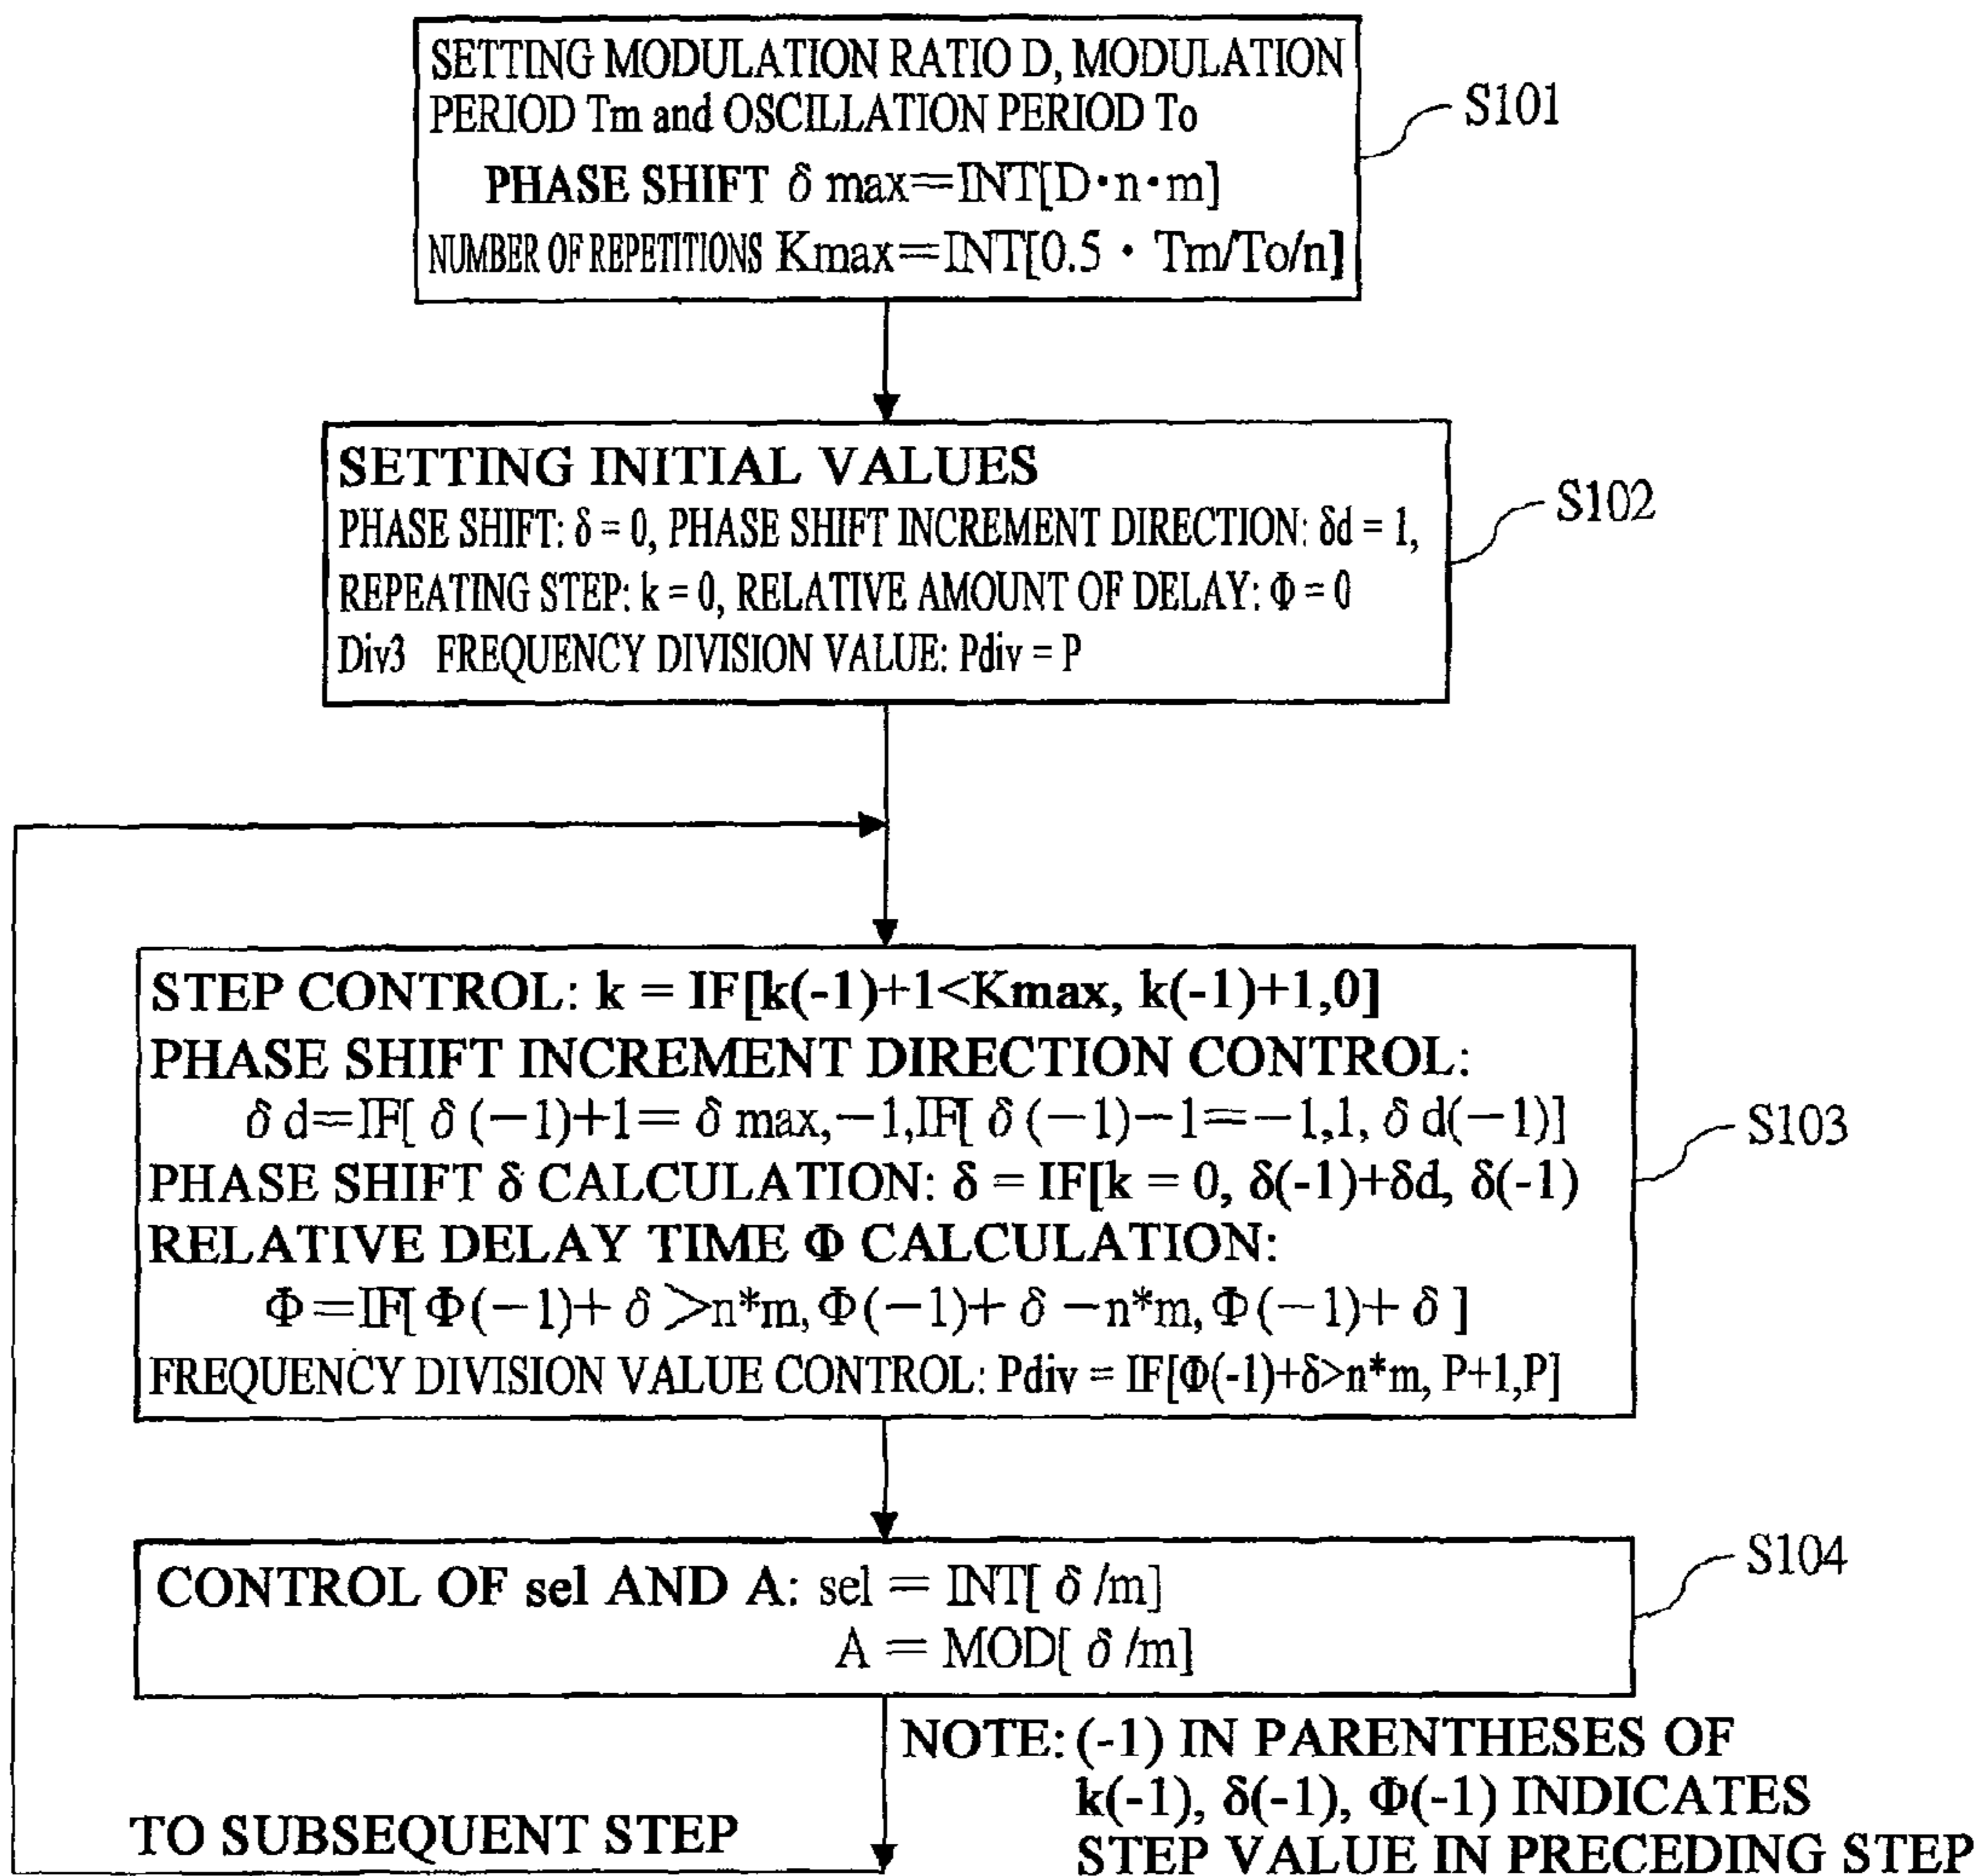 SETTING MODULATION RATIO D, MODULATION
PERIOD Tm and OSCILLATION PERIOD To
PHASE SHIFT δ max=INT[D·n·m]
NUMBER OF REPETITIONS Kmax=INT[0.5 · Tm/To/n]
S101
SETTING INITIAL VALUES
PHASE SHIFT: δ = 0, PHASE SHIFT INCREMENT DIRECTION: δd = 1,
REPEATING STEP: k = 0, RELATIVE AMOUNT OF DELAY: Φ = 0
Div3 FREQUENCY DIVISION VALUE: Pdiv = P
S102
STEP CONTROL: k = IF[k(-1)+1<Kmax, k(-1)+1,0]
PHASE SHIFT INCREMENT DIRECTION CONTROL:
δ d=IF[ δ (−1)+1= δ max,−1,IF[ δ (−1)−1=−1,1, δ d(−1)]
PHASE SHIFT δ CALCULATION: δ = IF[k = 0, δ(-1)+δd, δ(-1)
RELATIVE DELAY TIME Φ CALCULATION:
Φ=IF[ Φ(−1)+ δ >n*m, Φ(−1)+ δ −n*m, Φ(−1)+ δ ]
FREQUENCY DIVISION VALUE CONTROL: Pdiv = IF[Φ(-1)+δ>n*m, P+1,P]
S103
CONTROL OF sel AND A: sel = INT[ δ /m]
A = MOD[ δ /m]
S104
NOTE: (-1) IN PARENTHESES OF
k(-1), δ(-1), Φ(-1) INDICATES
STEP VALUE IN PRECEDING STEP
TO SUBSEQUENT STEP